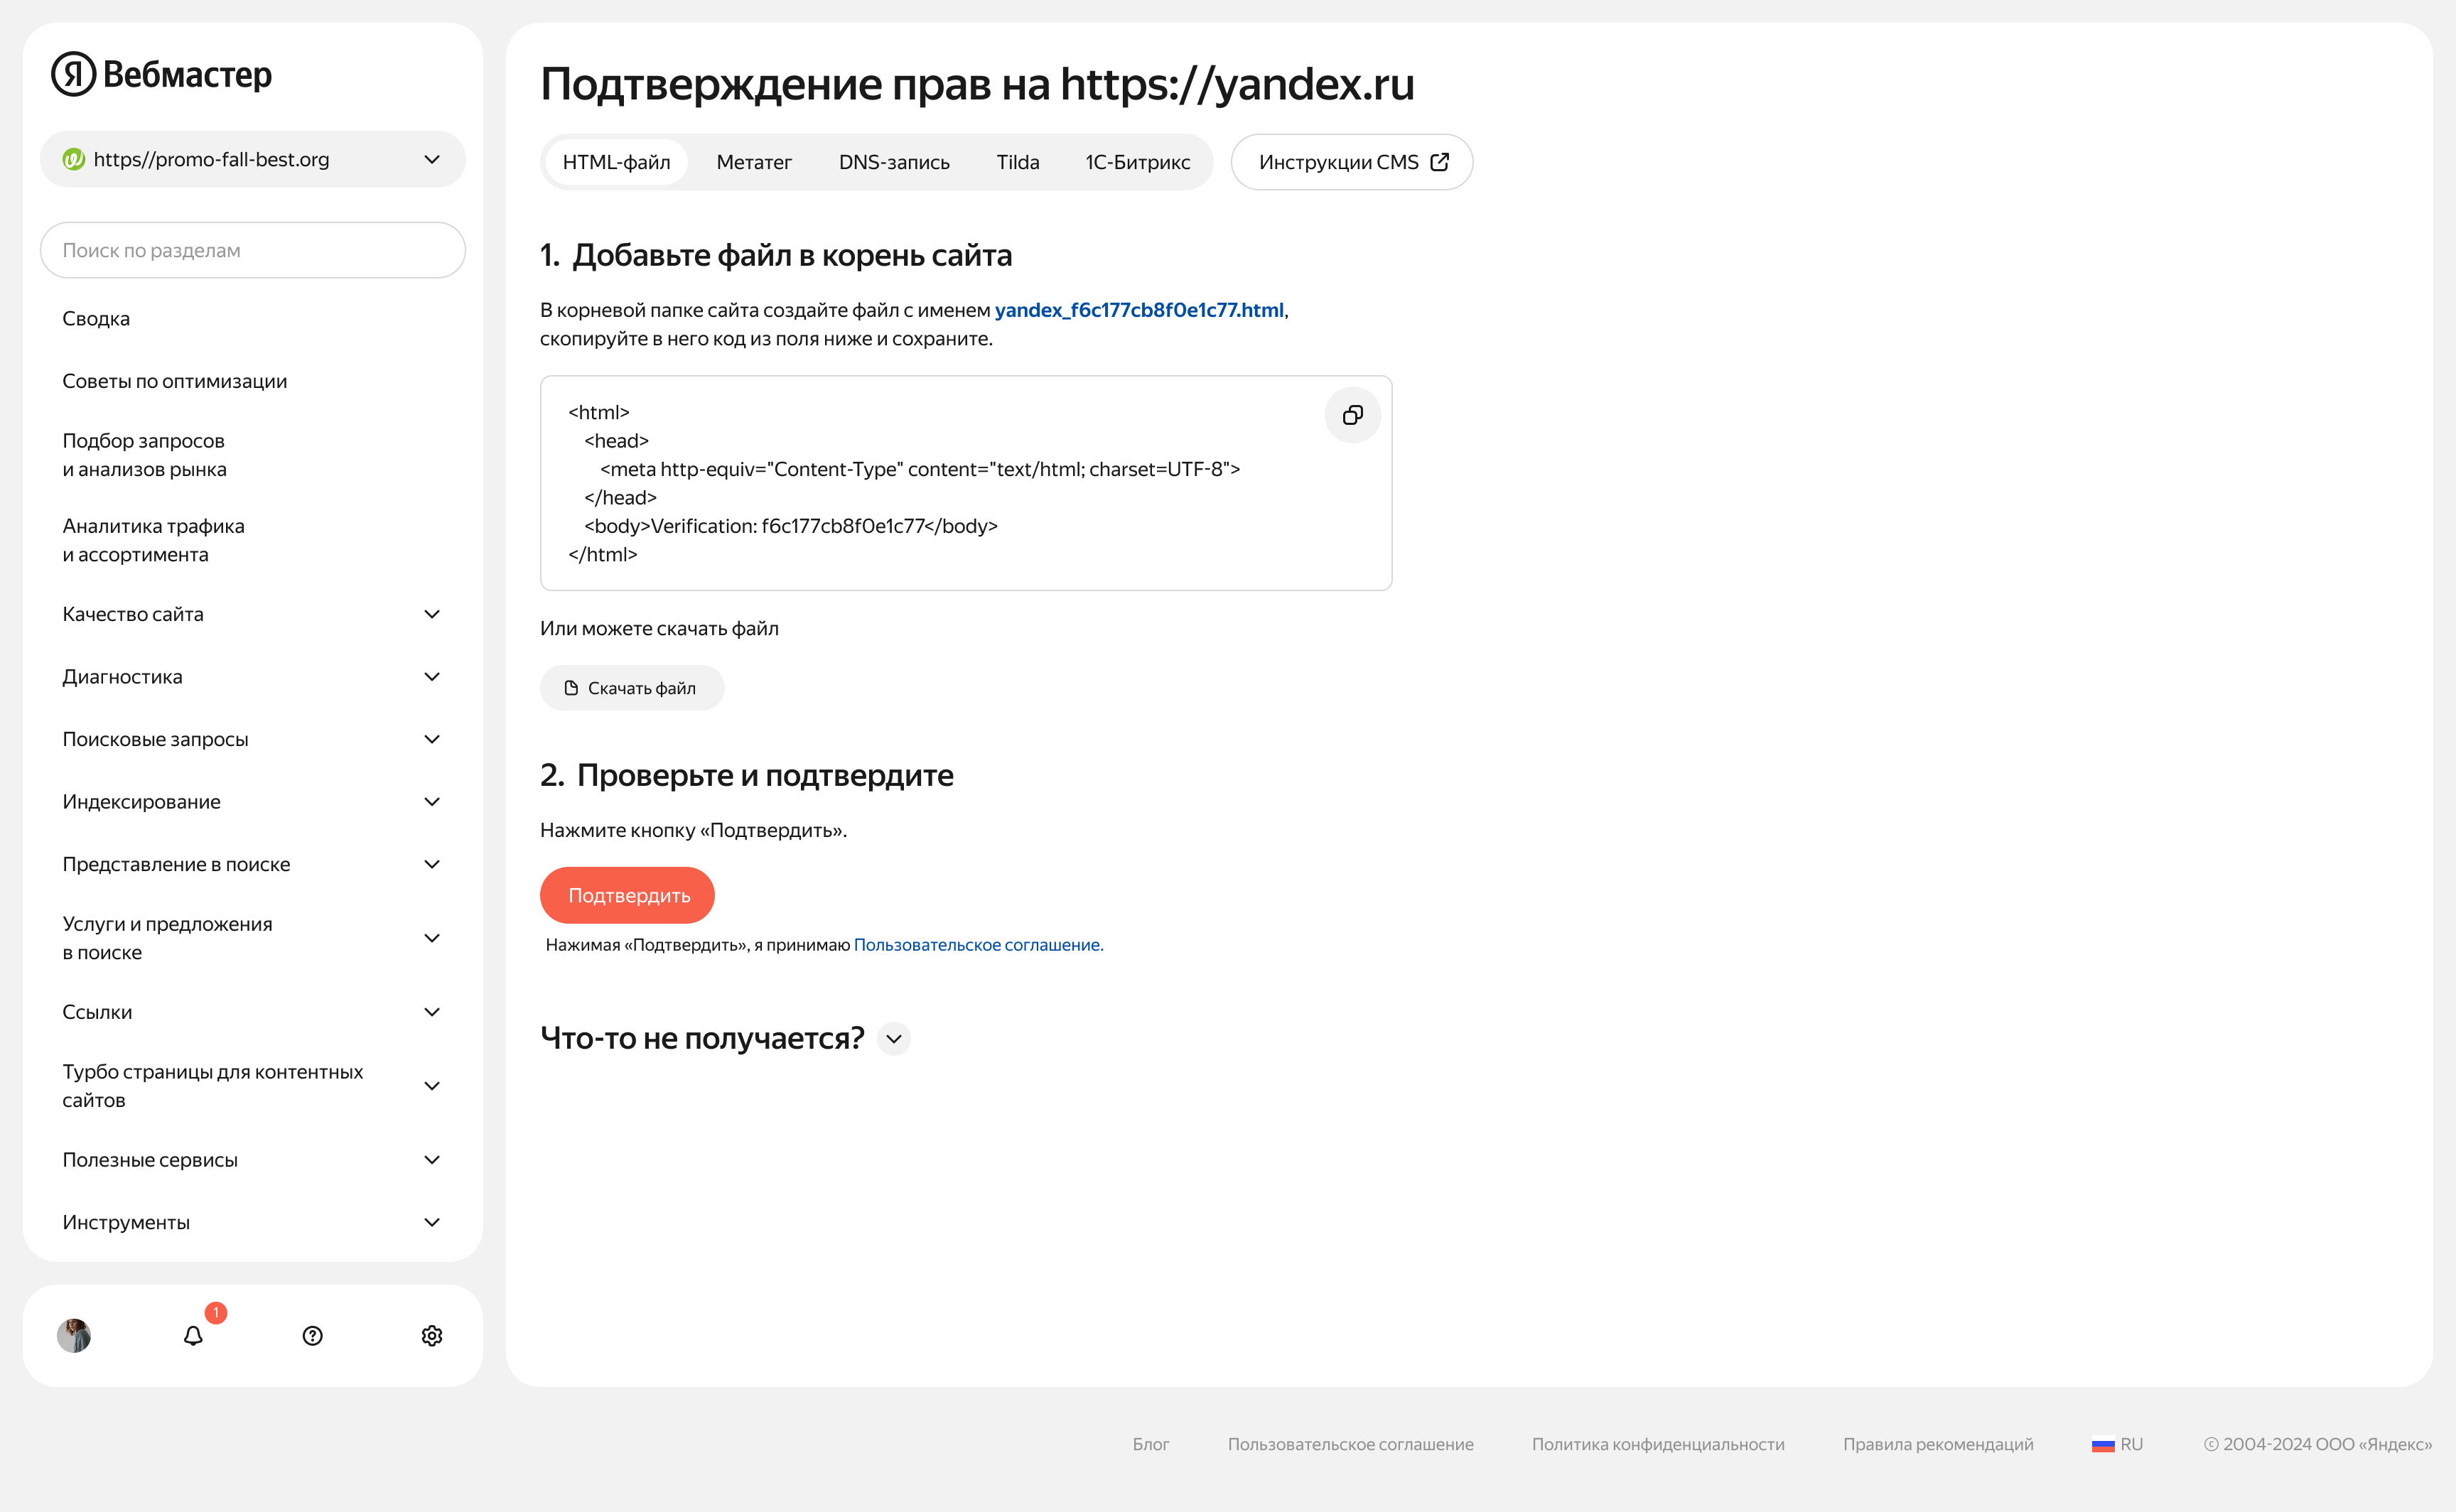 Я Вебмастер
https//promo-fall-best.org
Поиск по разделам
Сводка
Советы по оптимизации
Подбор запросов
и анализов рынка
Аналитика трафика
и ассортимента
Качество сайта
Диагностика
Поисковые запросы
Индексирование
Представление в поиске
Услуги и предложения
в поиске
Ссылки
Турбо страницы для контентных
сайтов
Полезные сервисы
Инструменты
1
Подтверждение прав на https://yandex.ru
HTML-файл
Метатег
DNS-запись
Tilda
1С-Битрикс
Инструкции CMS
1. Добавьте файл в корень сайта
В корневой папке сайта создайте файл с именем yandex_f6c177cb8f0e1c77.html,
скопируйте в него код из поля ниже и сохраните.
<html>
<head>
<meta http-equiv="Content-Type" content="text/html; charset=UTF-8">
</head>
<body>Verification: f6c177cb8f0e1c77</body>
</html>
Или можете скачать файл
Скачать файл
2. Проверьте и подтвердите
Нажмите кнопку «Подтвердить».
Подтвердить
Нажимая «Подтвердить», я принимаю Пользовательское соглашение.
Что-то не получается?
Блог
Пользовательское соглашение
Политика конфиденциальности
Правила рекомендаций
RU
© 2004-2024 ООО «Яндекс»